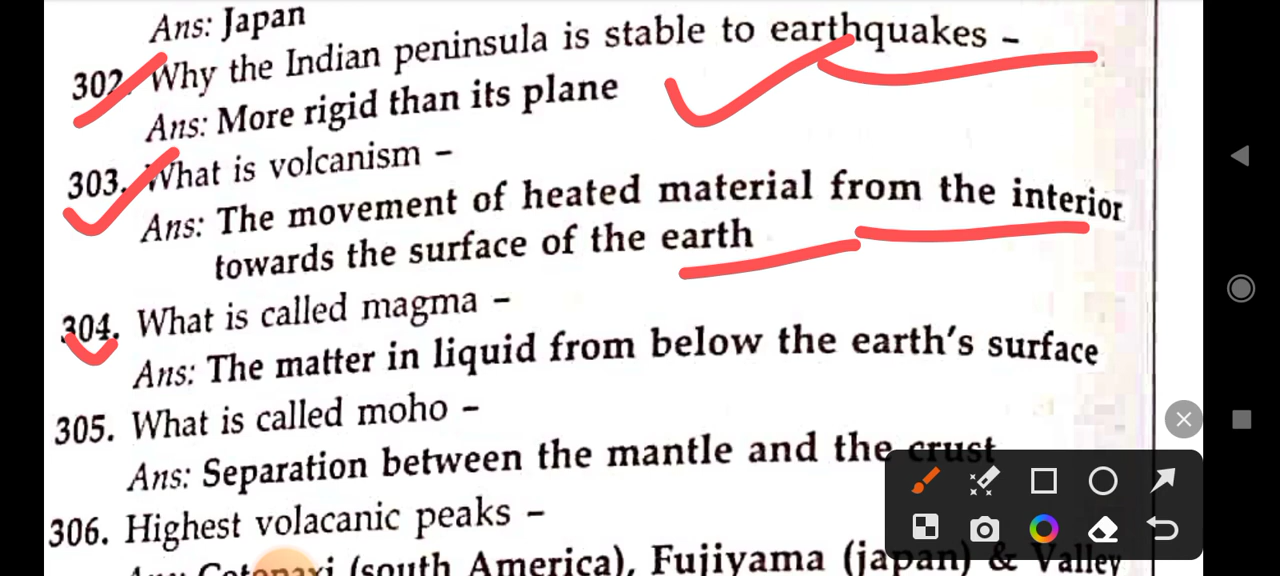 Ans: Japan
302. Why the Indian peninsula is stable to earthquakes –
Ans: More rigid than its plane
303. What is volcanism –
Ans: The movement of heated material from the interior
towards the surface of the earth
304. What is called magma –
Ans: The matter in liquid from below the earth's surface
305. What is called moho –
Ans: Separation between the mantle and the crust
306. Highest volacanic peaks –
Ans: Cotopaxi (south America), Fujiyama (japan) & Valley